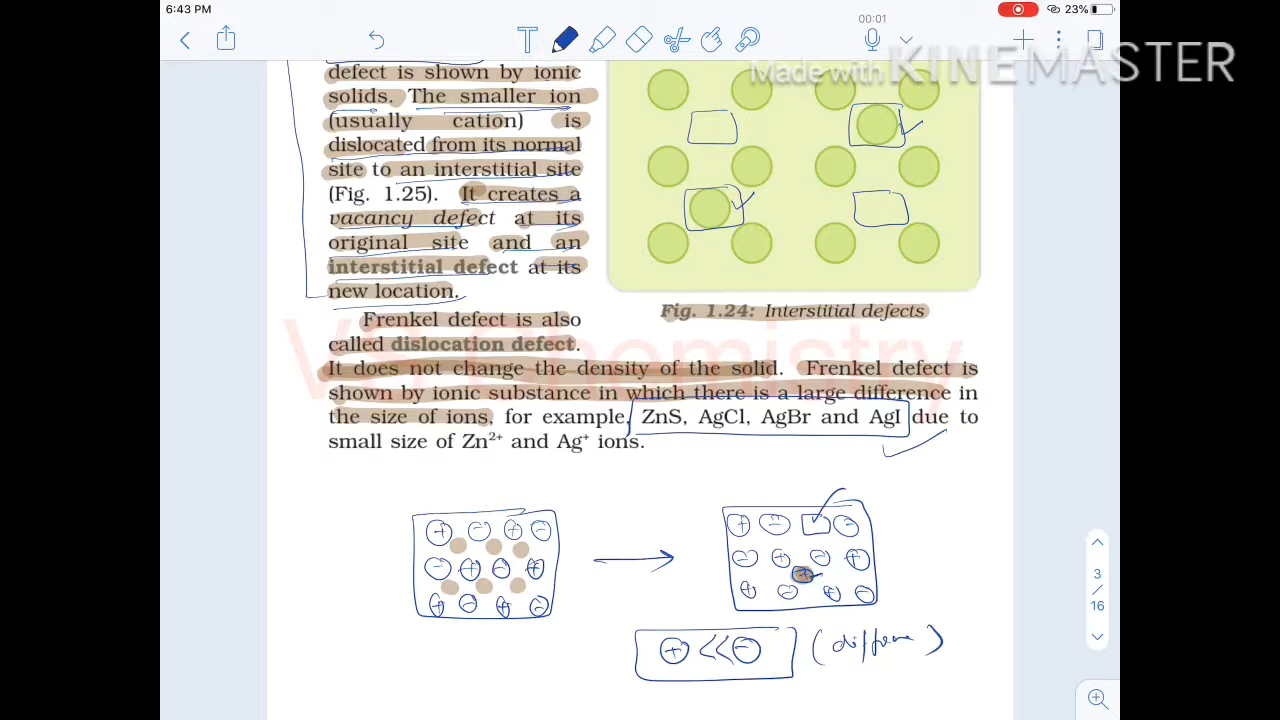 6:43 PM
23%
00:01
Made with KINEMASTER
defect is shown by ionic
solids. The smaller ion
(usually cation) is
dislocated from its normal
site to an interstitial site
(Fig. 1.25). It creates a
vacancy defect at its
original site and an
interstitial defect at its
new location.
Fig. 1.24: Interstitial defects
Frenkel defect is also
called dislocation defect.
It does not change the density of the solid. Frenkel defect is
shown by ionic substance in which there is a large difference in
the size of ions, for example, ZnS, AgCl, AgBr and AgI due to
small size of Zn²⁺ and Ag⁺ ions.
Chemistry
+ - + -
- + - +
+ - + -
+ - -
- + - +
+
+ - + -
+ << -
3
/
16